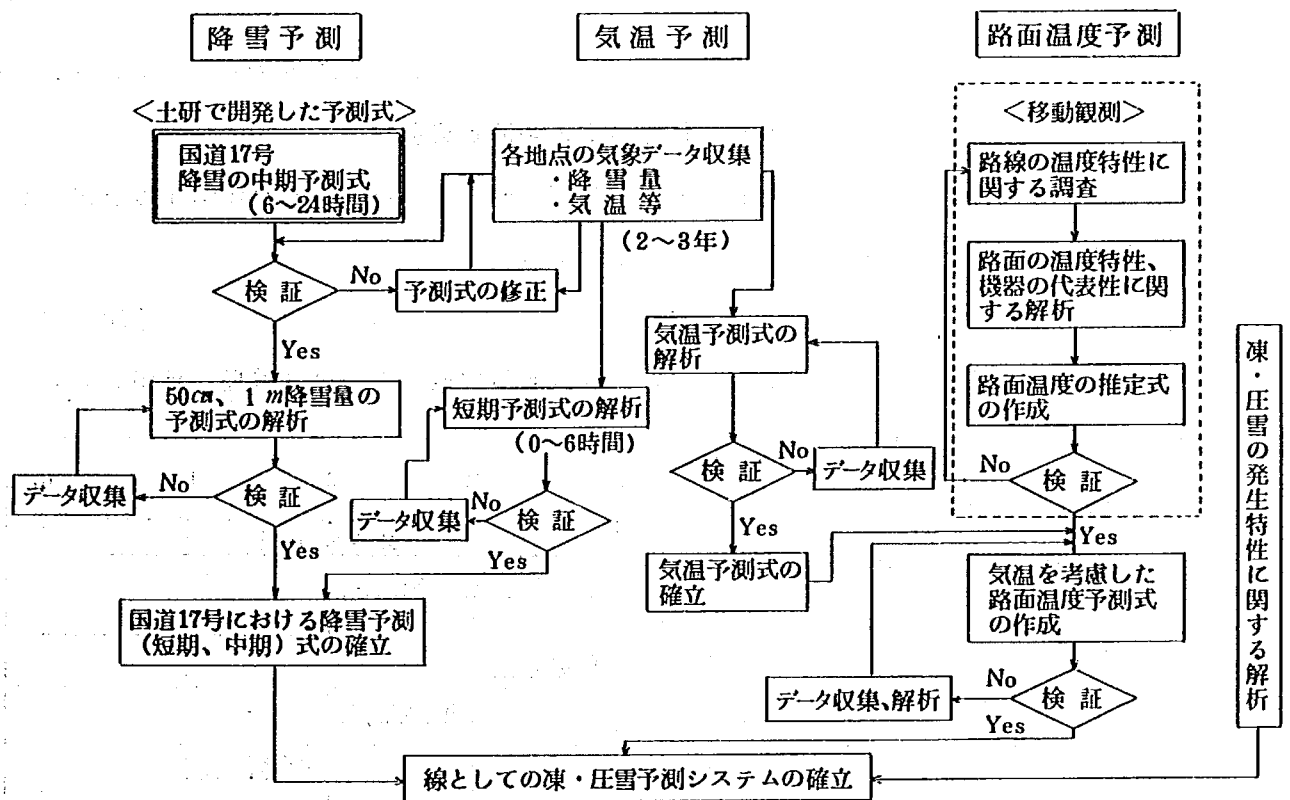 降雪予測
気温予測
路面温度予測
<土研で開発した予測式>
国道17号
降雪の中期予測式
(6～24時間)
検証
No
予測式の修正
Yes
50cm、1m降雪量の
予測式の解析
データ収集
No
検証
Yes
国道17号における降雪予測
(短期、中期)式の確立
各地点の気象データ収集
・降雪量
・気温等
(2～3年)
短期予測式の解析
(0～6時間)
データ収集
No
検証
Yes
気温予測式の
解析
検証
No
データ収集
Yes
気温予測式の
確立
<移動観測>
路線の温度特性に
関する調査
路面の温度特性、
機器の代表性に関
する解析
路面温度の推定式
の作成
No
検証
Yes
気温を考慮した
路面温度予測式
の作成
データ収集、解析
No
検証
Yes
凍・圧雪の発生特性に関する解析
線としての凍・圧雪予測システムの確立